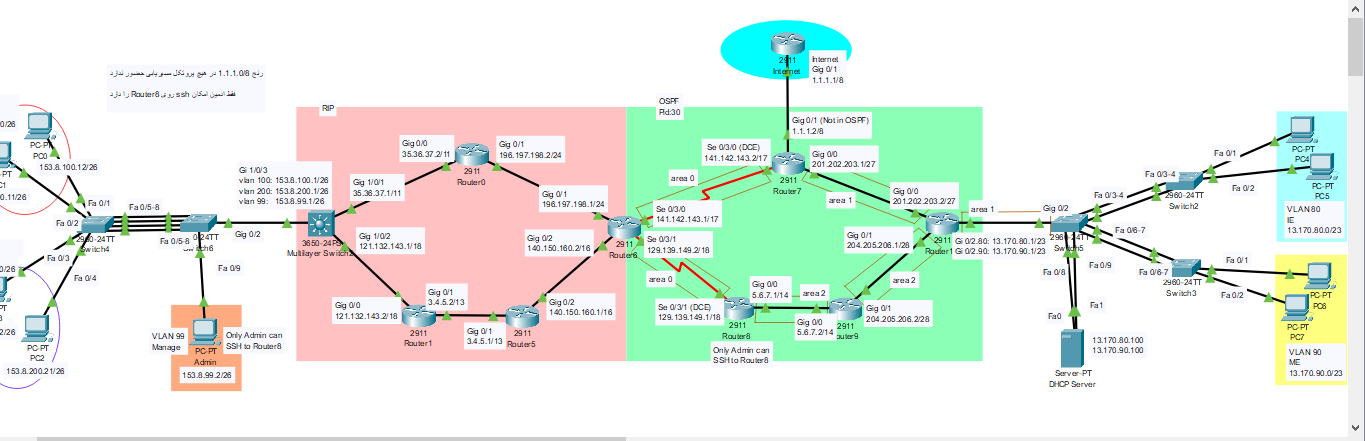 رنج 1.1.1.0/8 در هیچ پروتکل مسیریابی حضور ندارد
فقط ادمین امکان ssh روی Router8 را دارد
0/26
PC-PT
PC0
153.8.100.12/26
-PT
C1
0.11/26
Fa 0/1
Fa 0/2
Fa 0/3
Fa 0/4
2960-24TT
Switch4
0/26
2/26
PC-PT
PC2
153.8.200.21/26
Fa 0/5-8
Fa 0/5-8
Gig 0/2
Fa 0/9
VLAN 99
Manage
PC-PT
Admin
153.8.99.2/26
Only Admin can
SSH to Router8
Gi 1/0/3
vlan 100: 153.8.100.1/26
vlan 200: 153.8.200.1/26
vlan 99: 153.8.99.1/26
RIP
Gig 1/0/1
35.36.37.1/11
3650-24PS
Multilayer Switch2
Gig 1/0/2
121.132.143.1/18
Gig 0/0
35.36.37.2/11
Gig 0/1
196.197.198.2/24
2911
Router0
Gig 0/1
196.197.198.1/24
Gig 0/2
140.150.160.2/16
Gig 0/0
121.132.143.2/18
Gig 0/1
3.4.5.2/13
2911
Router1
Gig 0/1
3.4.5.1/13
2911
Router5
Gig 0/2
140.150.160.1/16
2911
Router6
OSPF
Pid:30
Se 0/3/0
141.142.143.1/17
Se 0/3/1
129.139.149.2/18
area 0
area 0
Se 0/3/0 (DCE)
141.142.143.2/17
2911
Internet
Internet
Gig 0/1
1.1.1.1/8
Gig 0/1 (Not in OSPF)
1.1.1.2/8
Gig 0/0
201.202.203.1/27
2911
Router7
area 1
Gig 0/0
201.202.203.2/27
Gig 0/1
204.205.206.1/28
area 1
Gig 0/2
2911
Gi 0/2.80: 13.170.80.1/23
Gi 0/2.90: 13.170.90.1/23
Se 0/3/1 (DCE)
129.139.149.1/18
Gig 0/0
5.6.7.1/14
area 2
area 2
2911
Router8
Only Admin can
SSH to Router8
Gig 0/0
5.6.7.2/14
2911
Gig 0/1
204.205.206.2/28
Fa 0/3-4
Fa 0/3-4
Fa 0/1
Fa 0/2
2960-24TT
Switch2
PC-PT
PC4
PC-PT
PC5
VLAN 80
IE
13.170.80.0/23
Switch5
Fa 0/6-7
Fa 0/6-7
Fa 0/8
Fa 0/9
2960-24TT
Switch3
Fa 0/1
Fa 0/2
PC-PT
PC6
PC-PT
PC7
VLAN 90
ME
13.170.90.0/23
Fa1
Fa0
13.170.80.100
13.170.90.100
Server-PT
DHCP Server